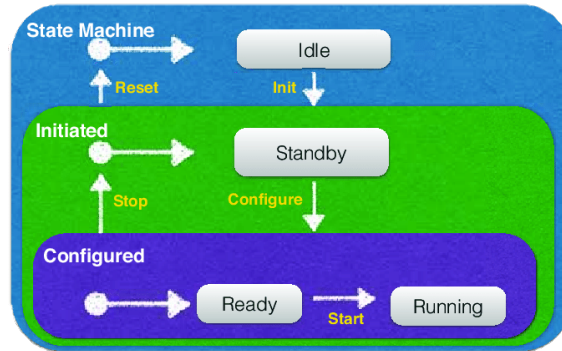 State Machine
Idle
Reset
Init
Initiated
Standby
Stop
Configure
Configured
Ready
Start
Running